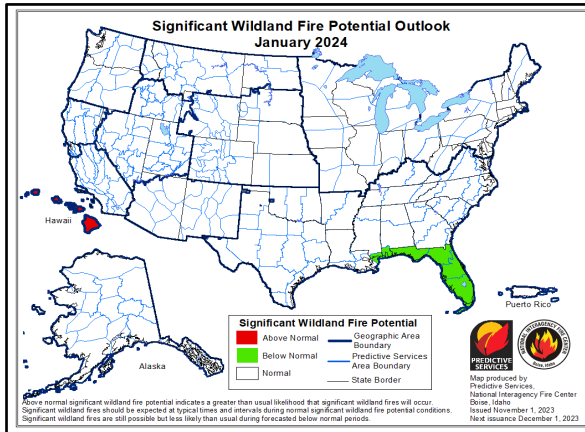 Significant Wildland Fire Potential Outlook
January 2024
Hawaii
Alaska
Puerto Rico
Significant Wildland Fire Potential
Above Normal
Below Normal
Normal
Geographic Area
Boundary
Predictive Services
Area Boundary
State Border
PREDICTIVE
SERVICES
NATIONAL INTERAGENCY FIRE CENTER
Boise, Idaho
Map produced by
Predictive Services,
National Interagency Fire Center
Boise, Idaho
Issued November 1, 2023
Next issuance December 1, 2023
Above normal significant wildland fire potential indicates a greater than usual likelihood that significant wildland fires will occur.
Significant wildland fires should be expected at typical times and intervals during normal significant wildland fire potential conditions.
Significant wildland fires are still possible but less likely than usual during forecasted below normal periods.